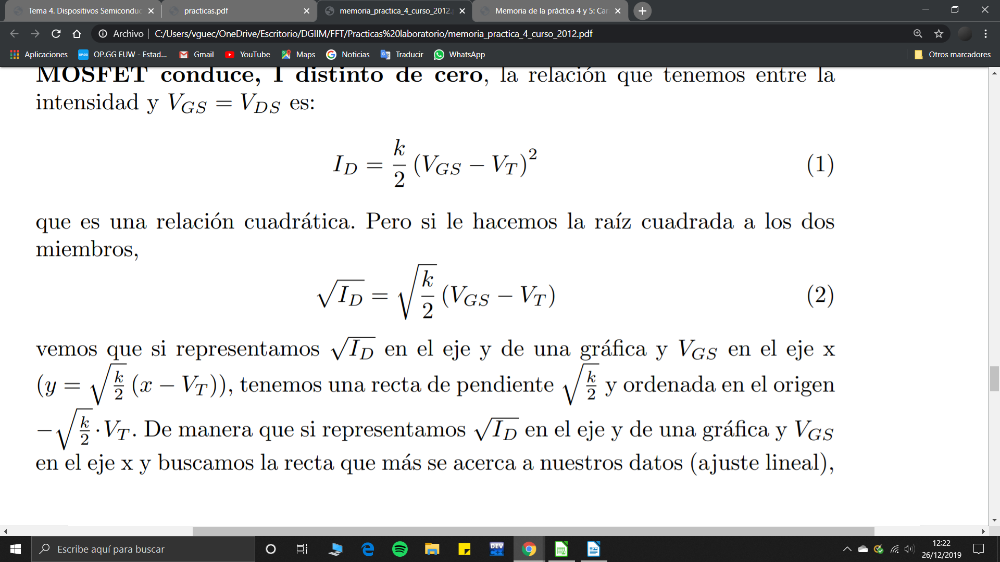 Tema 4. Dispositivos Semiconduc
practicas.pdf
memoria_practica_4_curso_2012.p
Memoria de la práctica 4 y 5: Car
Archivo | C:/Users/vguec/OneDrive/Escritorio/DGIIM/FFT/Practicas%20laboratorio/memoria_practica_4_curso_2012.pdf
Aplicaciones OP.GG EUW - Estad... Gmail YouTube Maps Noticias Traducir WhatsApp Otros marcadores
MOSFET conduce, I distinto de cero, la relación que tenemos entre la
intensidad y V_{GS} = V_{DS} es:
I_D = \frac{k}{2} (V_{GS} − V_T)^2 (1)
que es una relación cuadrática. Pero si le hacemos la raíz cuadrada a los dos
miembros,
\sqrt{I_D} = \sqrt{\frac{k}{2}} (V_{GS} − V_T) (2)
vemos que si representamos \sqrt{I_D} en el eje y de una gráfica y V_{GS} en el eje x
(y = \sqrt{\frac{k}{2}} (x − V_T)), tenemos una recta de pendiente \sqrt{\frac{k}{2}} y ordenada en el origen
−\sqrt{\frac{k}{2}} · V_T. De manera que si representamos \sqrt{I_D} en el eje y de una gráfica y V_{GS}
en el eje x y buscamos la recta que más se acerca a nuestros datos (ajuste lineal),
Escribe aquí para buscar
DEV
C++
12:22
26/12/2019